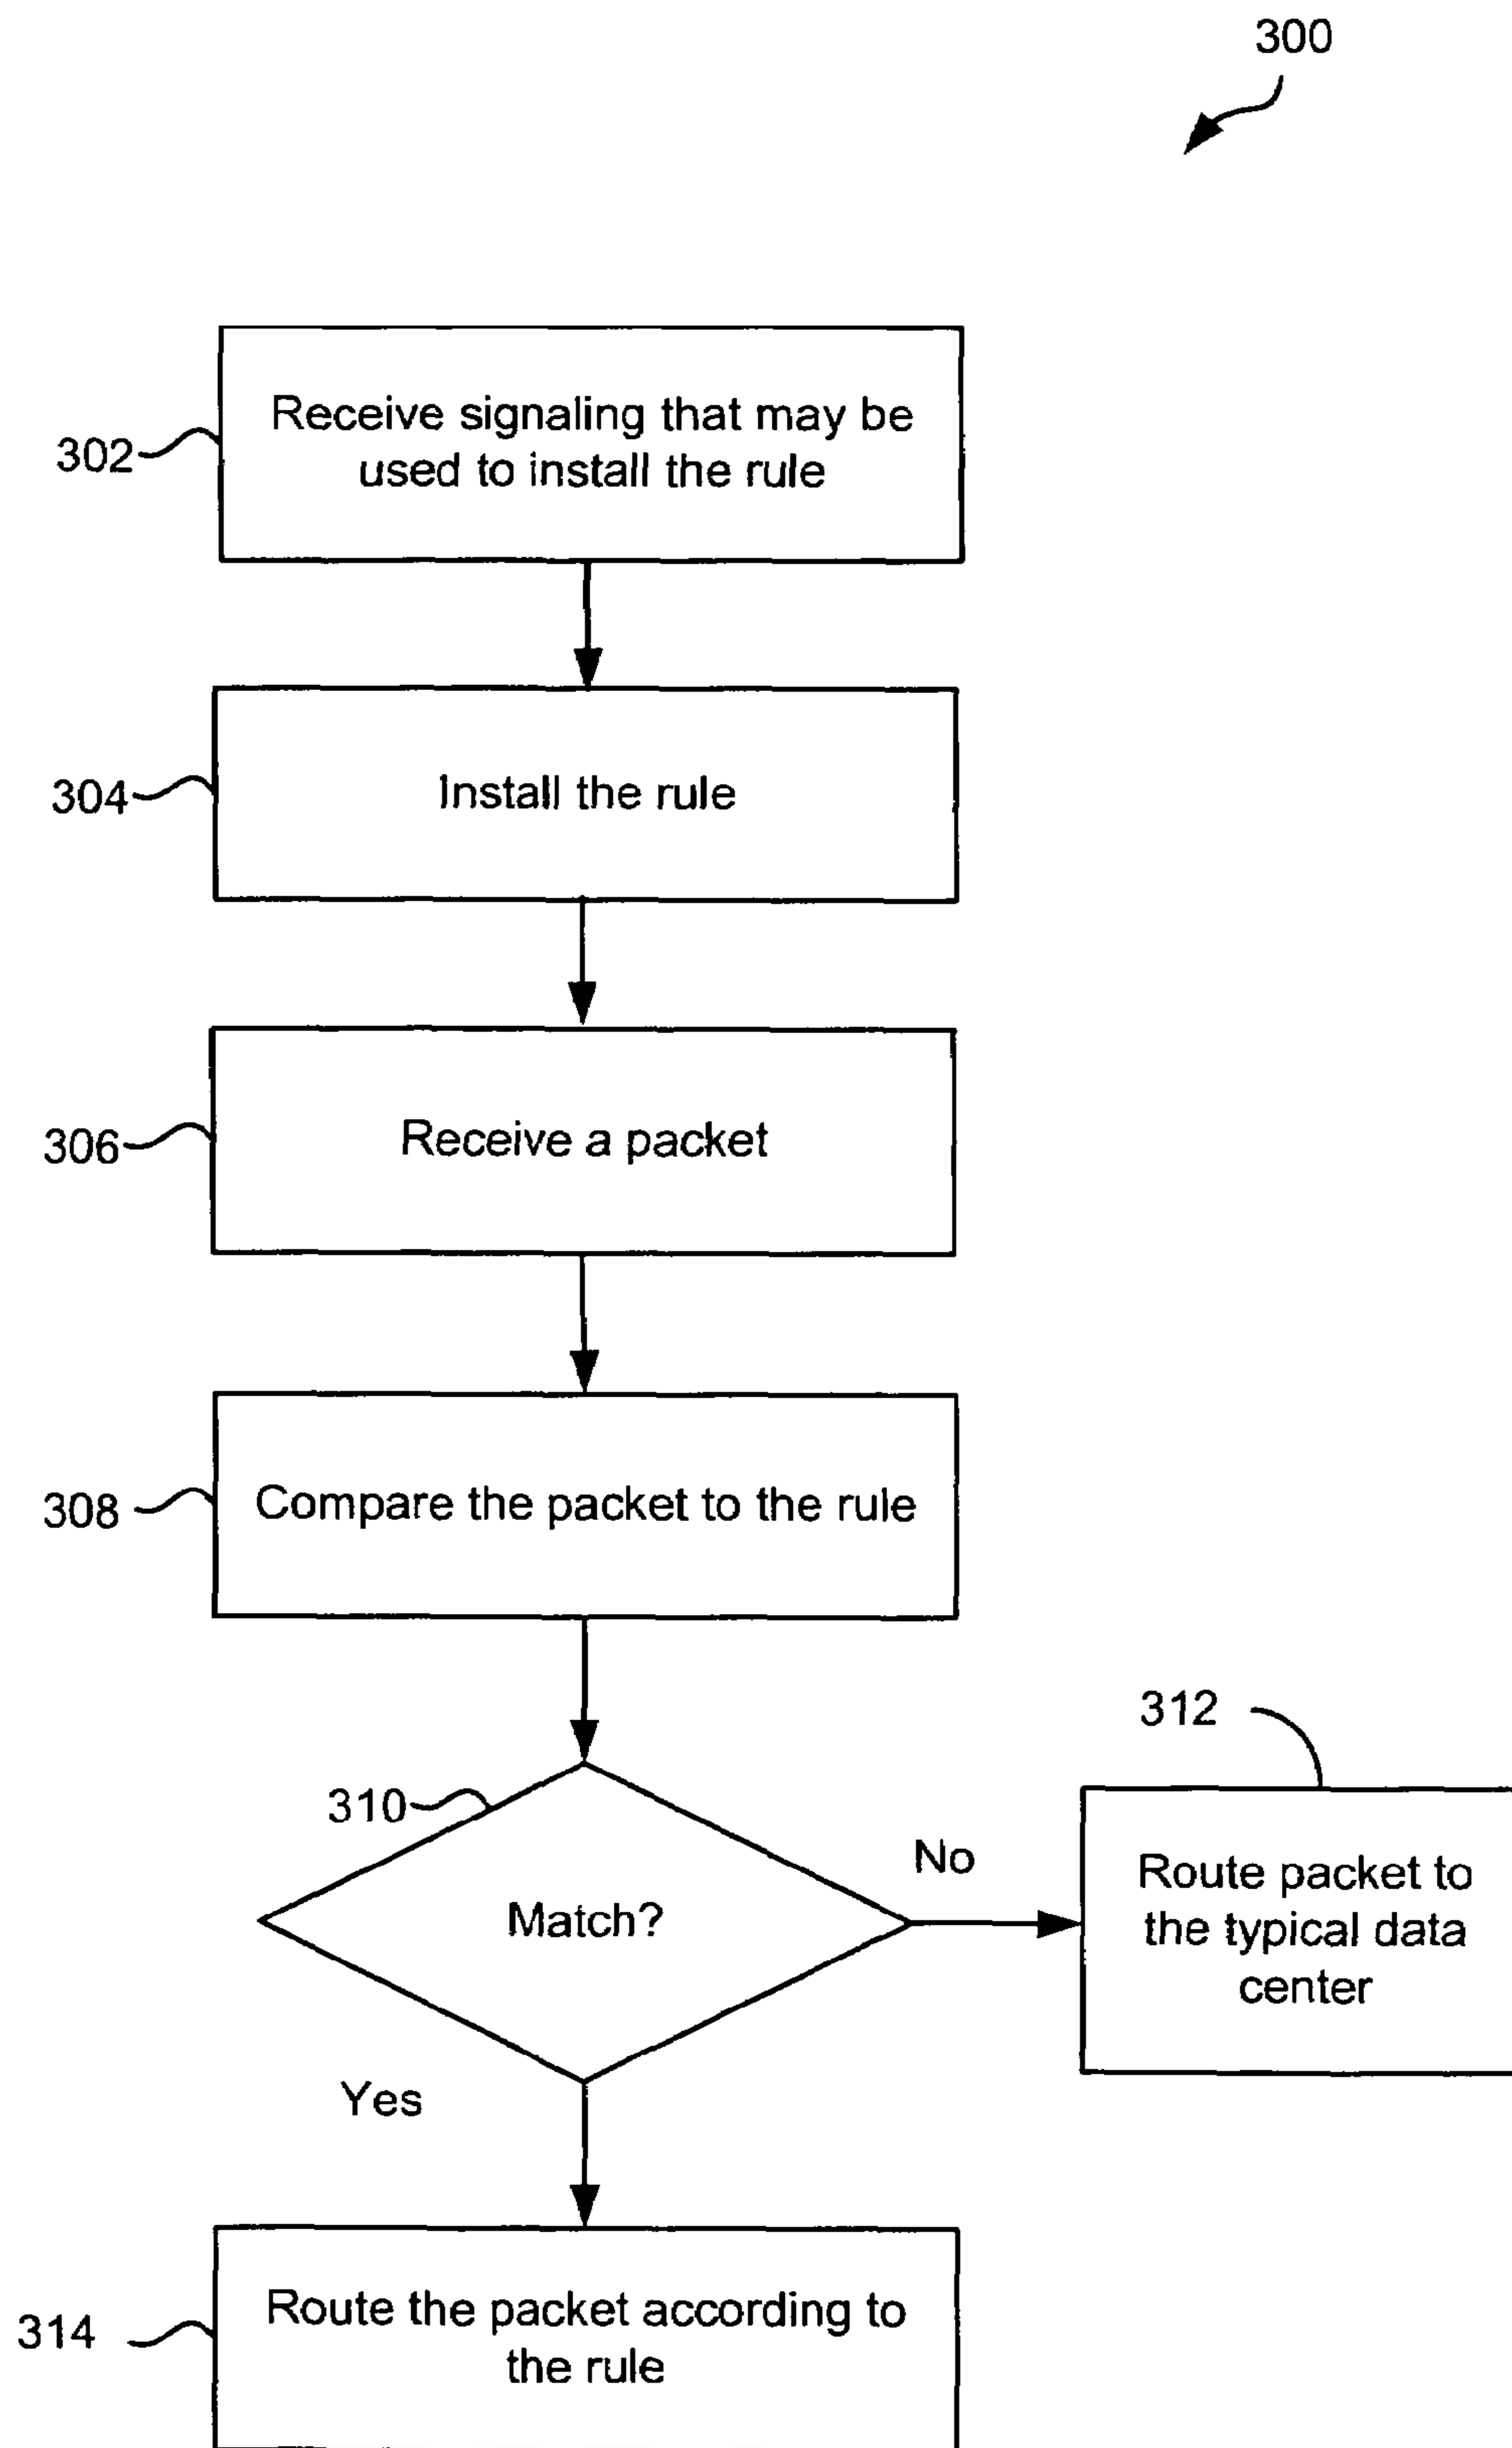 300
302
Receive signaling that may be
used to install the rule
304
Install the rule
306
Receive a packet
308
Compare the packet to the rule
310
Match?
No
312
Route packet to
the typical data
center
Yes
314
Route the packet according to
the rule